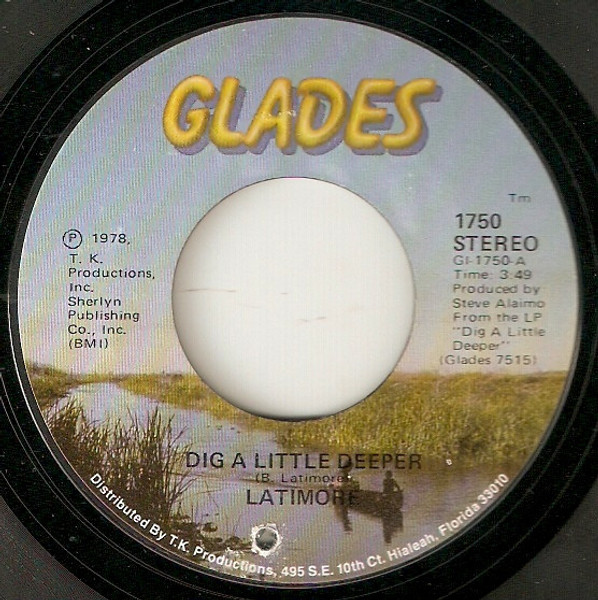 GLADES
Tm
1750
STEREO
GI-1750-A
Time: 3:49
Produced by
Steve Alaimo
From the LP
"Dig A Little
Deeper"
(Glades 7515)
Ⓟ 1978,
T. K.
Productions,
Inc.
Sherlyn
Publishing
Co., Inc.
(BMI)
DIG A LITTLE DEEPER
(B. Latimore)
LATIMORE
Distributed By T.K. Productions, 495 S.E. 10th Ct. Hialeah, Florida 33010